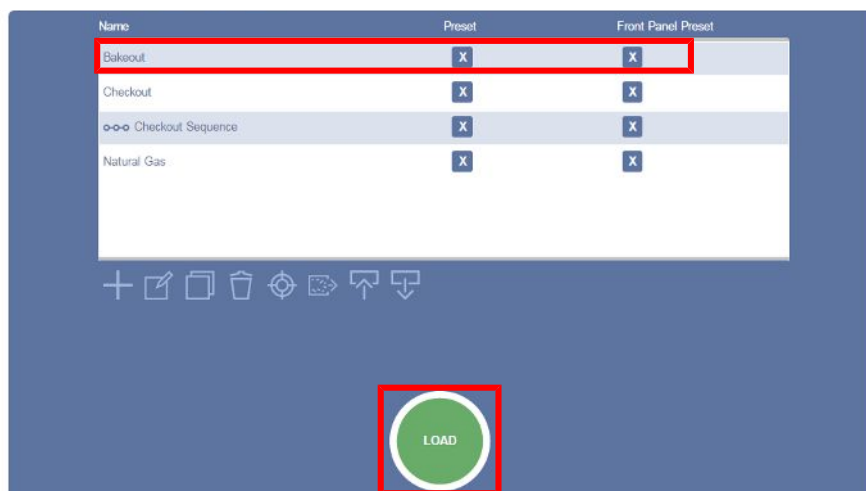 Name Preset Front Panel Preset
Bakeout X X
Checkout X X
Checkout Sequence X X
Natural Gas X X
LOAD